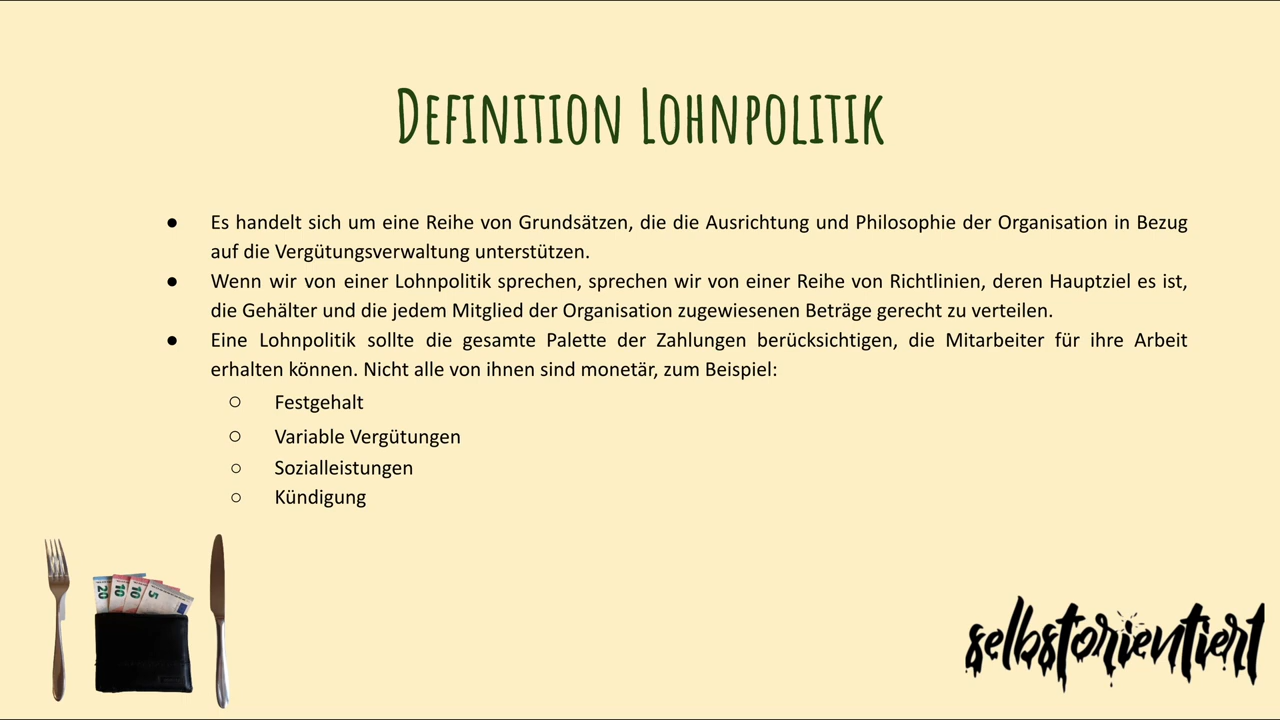 Definition Lohnpolitik
● Es handelt sich um eine Reihe von Grundsätzen, die die Ausrichtung und Philosophie der Organisation in Bezug
auf die Vergütungsverwaltung unterstützen.
● Wenn wir von einer Lohnpolitik sprechen, sprechen wir von einer Reihe von Richtlinien, deren Hauptziel es ist,
die Gehälter und die jedem Mitglied der Organisation zugewiesenen Beträge gerecht zu verteilen.
● Eine Lohnpolitik sollte die gesamte Palette der Zahlungen berücksichtigen, die Mitarbeiter für ihre Arbeit
erhalten können. Nicht alle von ihnen sind monetär, zum Beispiel:
○ Festgehalt
○ Variable Vergütungen
○ Sozialleistungen
○ Kündigung
20 10 10 5
selbstorientiert